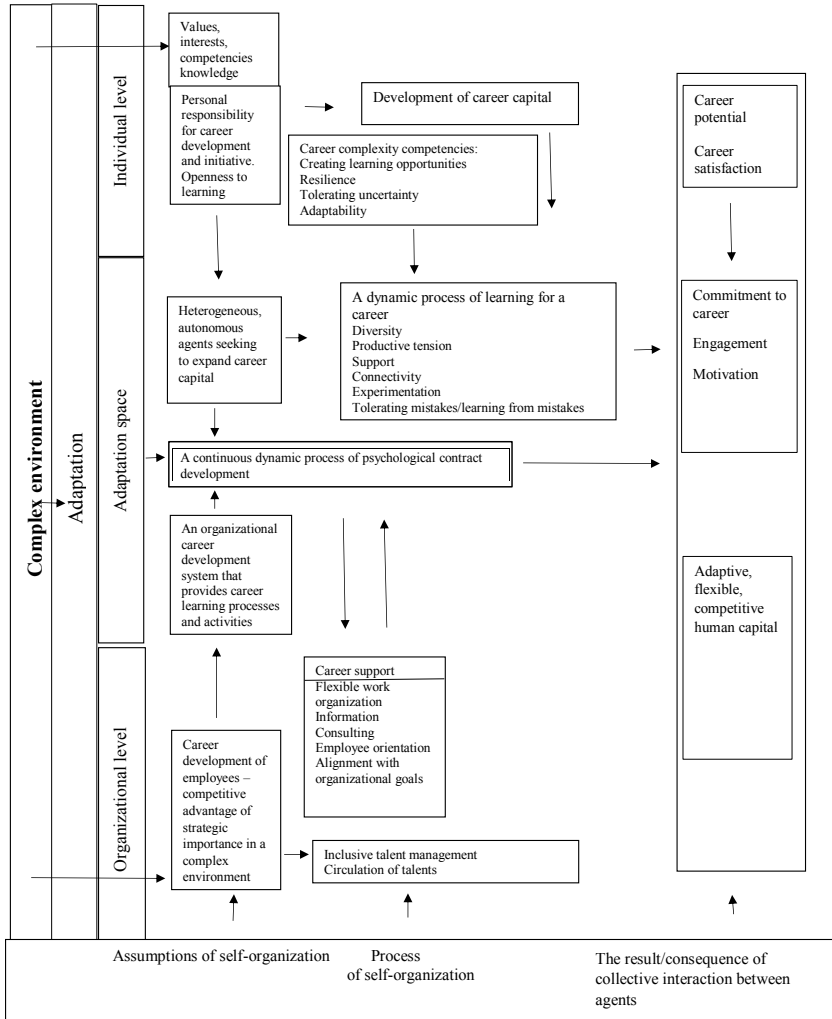 Complex environment
Adaptation
Individual level
Adaptation space
Organizational level
Values,
interests,
competencies
knowledge
Personal
responsibility
for career
development
and initiative.
Openness to
learning
Development of career capital
Career complexity competencies:
Creating learning opportunities
Resilience
Tolerating uncertainty
Adaptability
Career
potential
Career
satisfaction
Heterogeneous,
autonomous
agents seeking
to expand career
capital
A dynamic process of learning for a
career
Diversity
Productive tension
Support
Connectivity
Experimentation
Tolerating mistakes/learning from mistakes
Commitment to
career
Engagement
Motivation
A continuous dynamic process of psychological contract
development
An organizational
career
development
system that
provides career
learning processes
and activities
Adaptive,
flexible,
competitive
human capital
Career support
Flexible work
organization
Information
Consulting
Employee orientation
Alignment with
organizational goals
Career
development of
employees –
competitive
advantage of
strategic
importance in a
complex
environment
Inclusive talent management
Circulation of talents
Assumptions of self-organization
Process
of self-organization
The result/consequence of
collective interaction between
agents